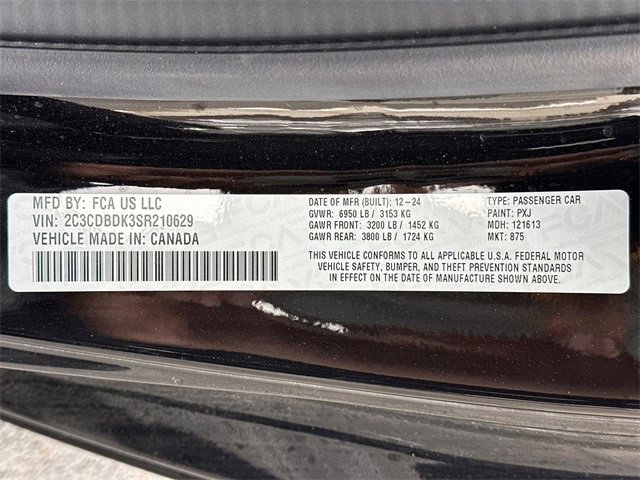 MFD BY: FCA US LLC
VIN: 2C3CDBDK3SR210629
VEHICLE MADE IN: CANADA
DATE OF MFR (BUILT): 12-24
GVWR: 6950 LB / 3153 KG
GAWR FRONT: 3200 LB / 1452 KG
GAWR REAR: 3800 LB / 1724 KG
TYPE: PASSENGER CAR
PAINT: PXJ
MDH: 121613
MKT: 875
THIS VEHICLE CONFORMS TO ALL APPLICABLE U.S.A. FEDERAL MOTOR
VEHICLE SAFETY, BUMPER, AND THEFT PREVENTION STANDARDS
IN EFFECT ON THE DATE OF MANUFACTURE SHOWN ABOVE.